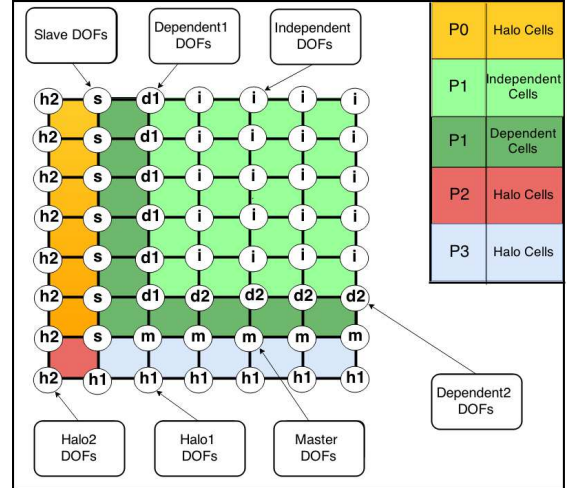 Slave DOFs
Dependent1
DOFs
Independent
DOFs
P0 Halo Cells
P1 Independent
Cells
P1 Dependent
Cells
P2 Halo Cells
P3 Halo Cells
h2 s d1 i i i i
h2 s d1 i i i i
h2 s d1 i i i i
h2 s d1 i i i i
h2 s d1 i i i i
h2 s d1 d2 d2 d2 d2
h2 s m m m m m
h2 h1 h1 h1 h1 h1 h1
Halo2
DOFs
Halo1
DOFs
Master
DOFs
Dependent2
DOFs